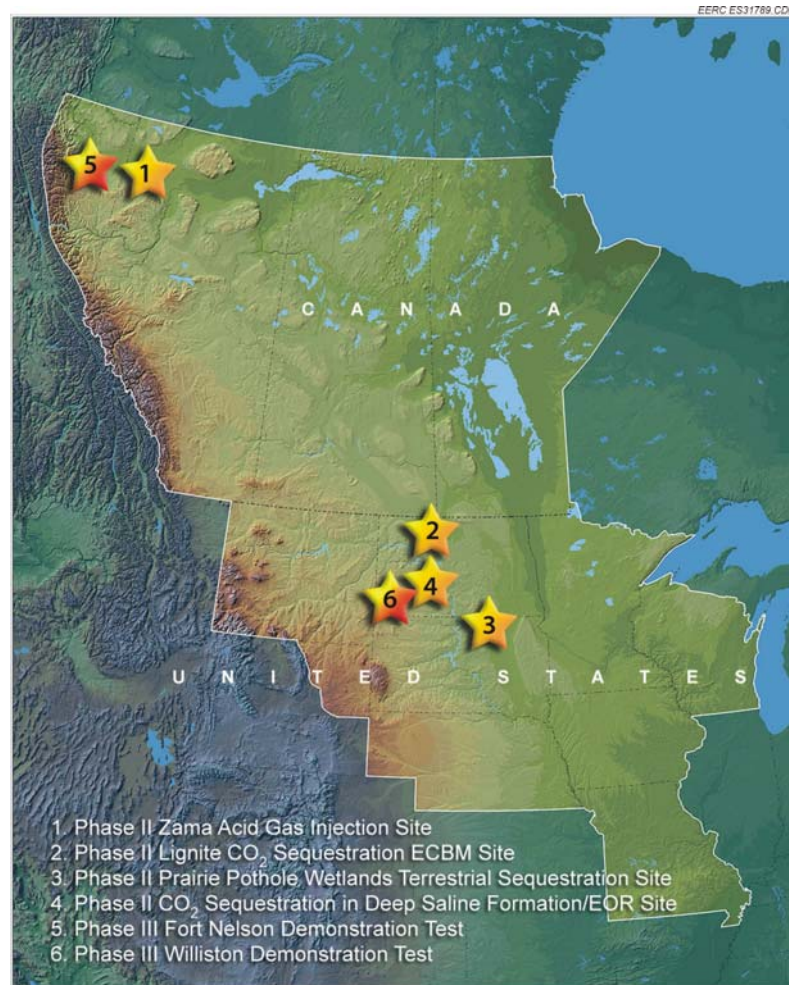 EERC ES31789.CD
5
1
C A N A D A
2
4
6
3
U N I T E D S T A T E S
1. Phase II Zama Acid Gas Injection Site
2. Phase II Lignite CO₂ Sequestration ECBM Site
3. Phase II Prairie Pothole Wetlands Terrestrial Sequestration Site
4. Phase II CO₂ Sequestration in Deep Saline Formation/EOR Site
5. Phase III Fort Nelson Demonstration Test
6. Phase III Williston Demonstration Test